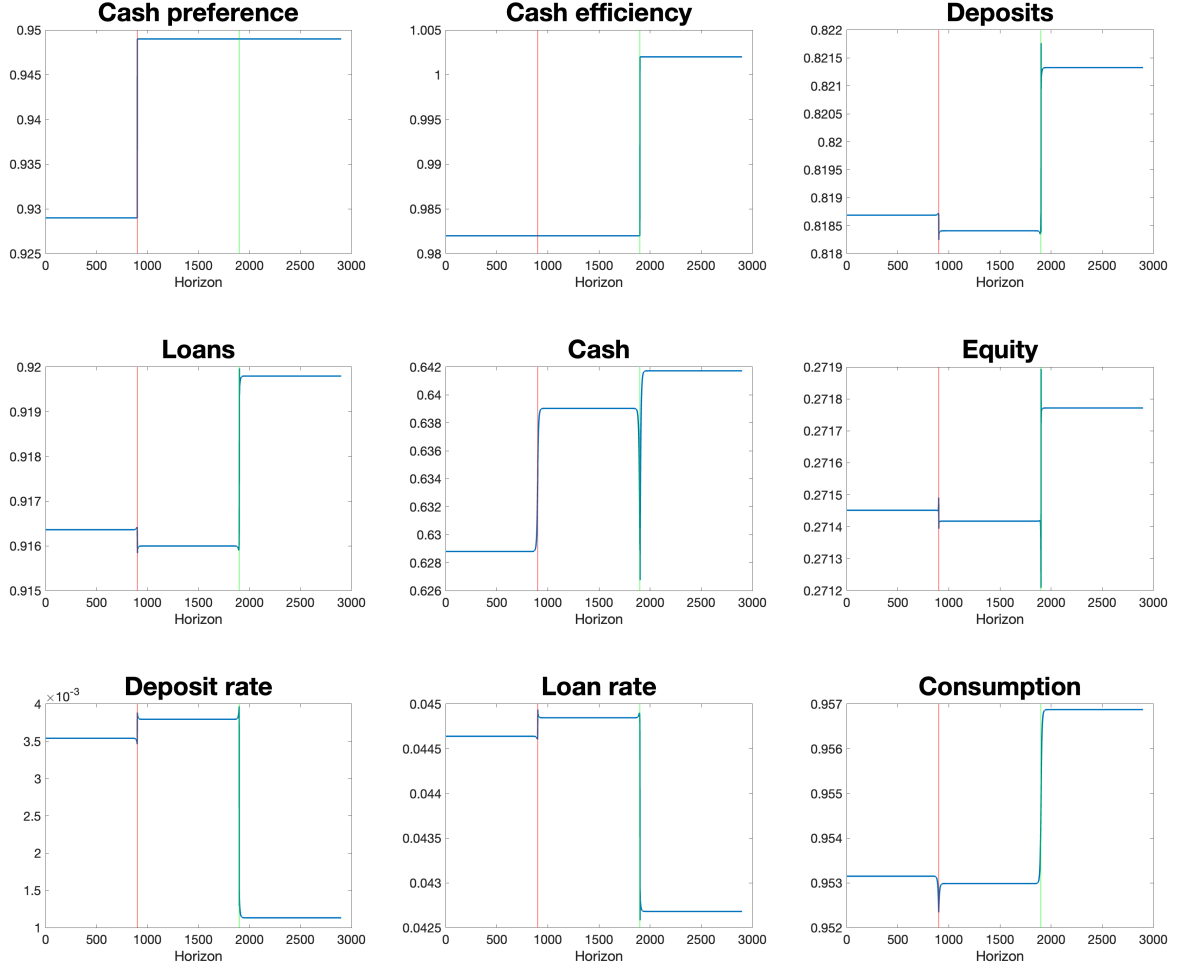 Cash preference
0.95
0.945
0.94
0.935
0.93
0.925
0 500 1000 1500 2000 2500 3000
Horizon
Cash efficiency
1.005
1
0.995
0.99
0.985
0.98
0 500 1000 1500 2000 2500 3000
Horizon
Deposits
0.822
0.8215
0.821
0.8205
0.82
0.8195
0.819
0.8185
0.818
0 500 1000 1500 2000 2500 3000
Horizon
Loans
0.92
0.919
0.918
0.917
0.916
0.915
0 500 1000 1500 2000 2500 3000
Horizon
Cash
0.642
0.64
0.638
0.636
0.634
0.632
0.63
0.628
0.626
0 500 1000 1500 2000 2500 3000
Horizon
Equity
0.2719
0.2718
0.2717
0.2716
0.2715
0.2714
0.2713
0.2712
0 500 1000 1500 2000 2500 3000
Horizon
Deposit rate
×10⁻³
4
3.5
3
2.5
2
1.5
1
0 500 1000 1500 2000 2500 3000
Horizon
Loan rate
0.045
0.0445
0.044
0.0435
0.043
0.0425
0 500 1000 1500 2000 2500 3000
Horizon
Consumption
0.957
0.956
0.955
0.954
0.953
0.952
0 500 1000 1500 2000 2500 3000
Horizon